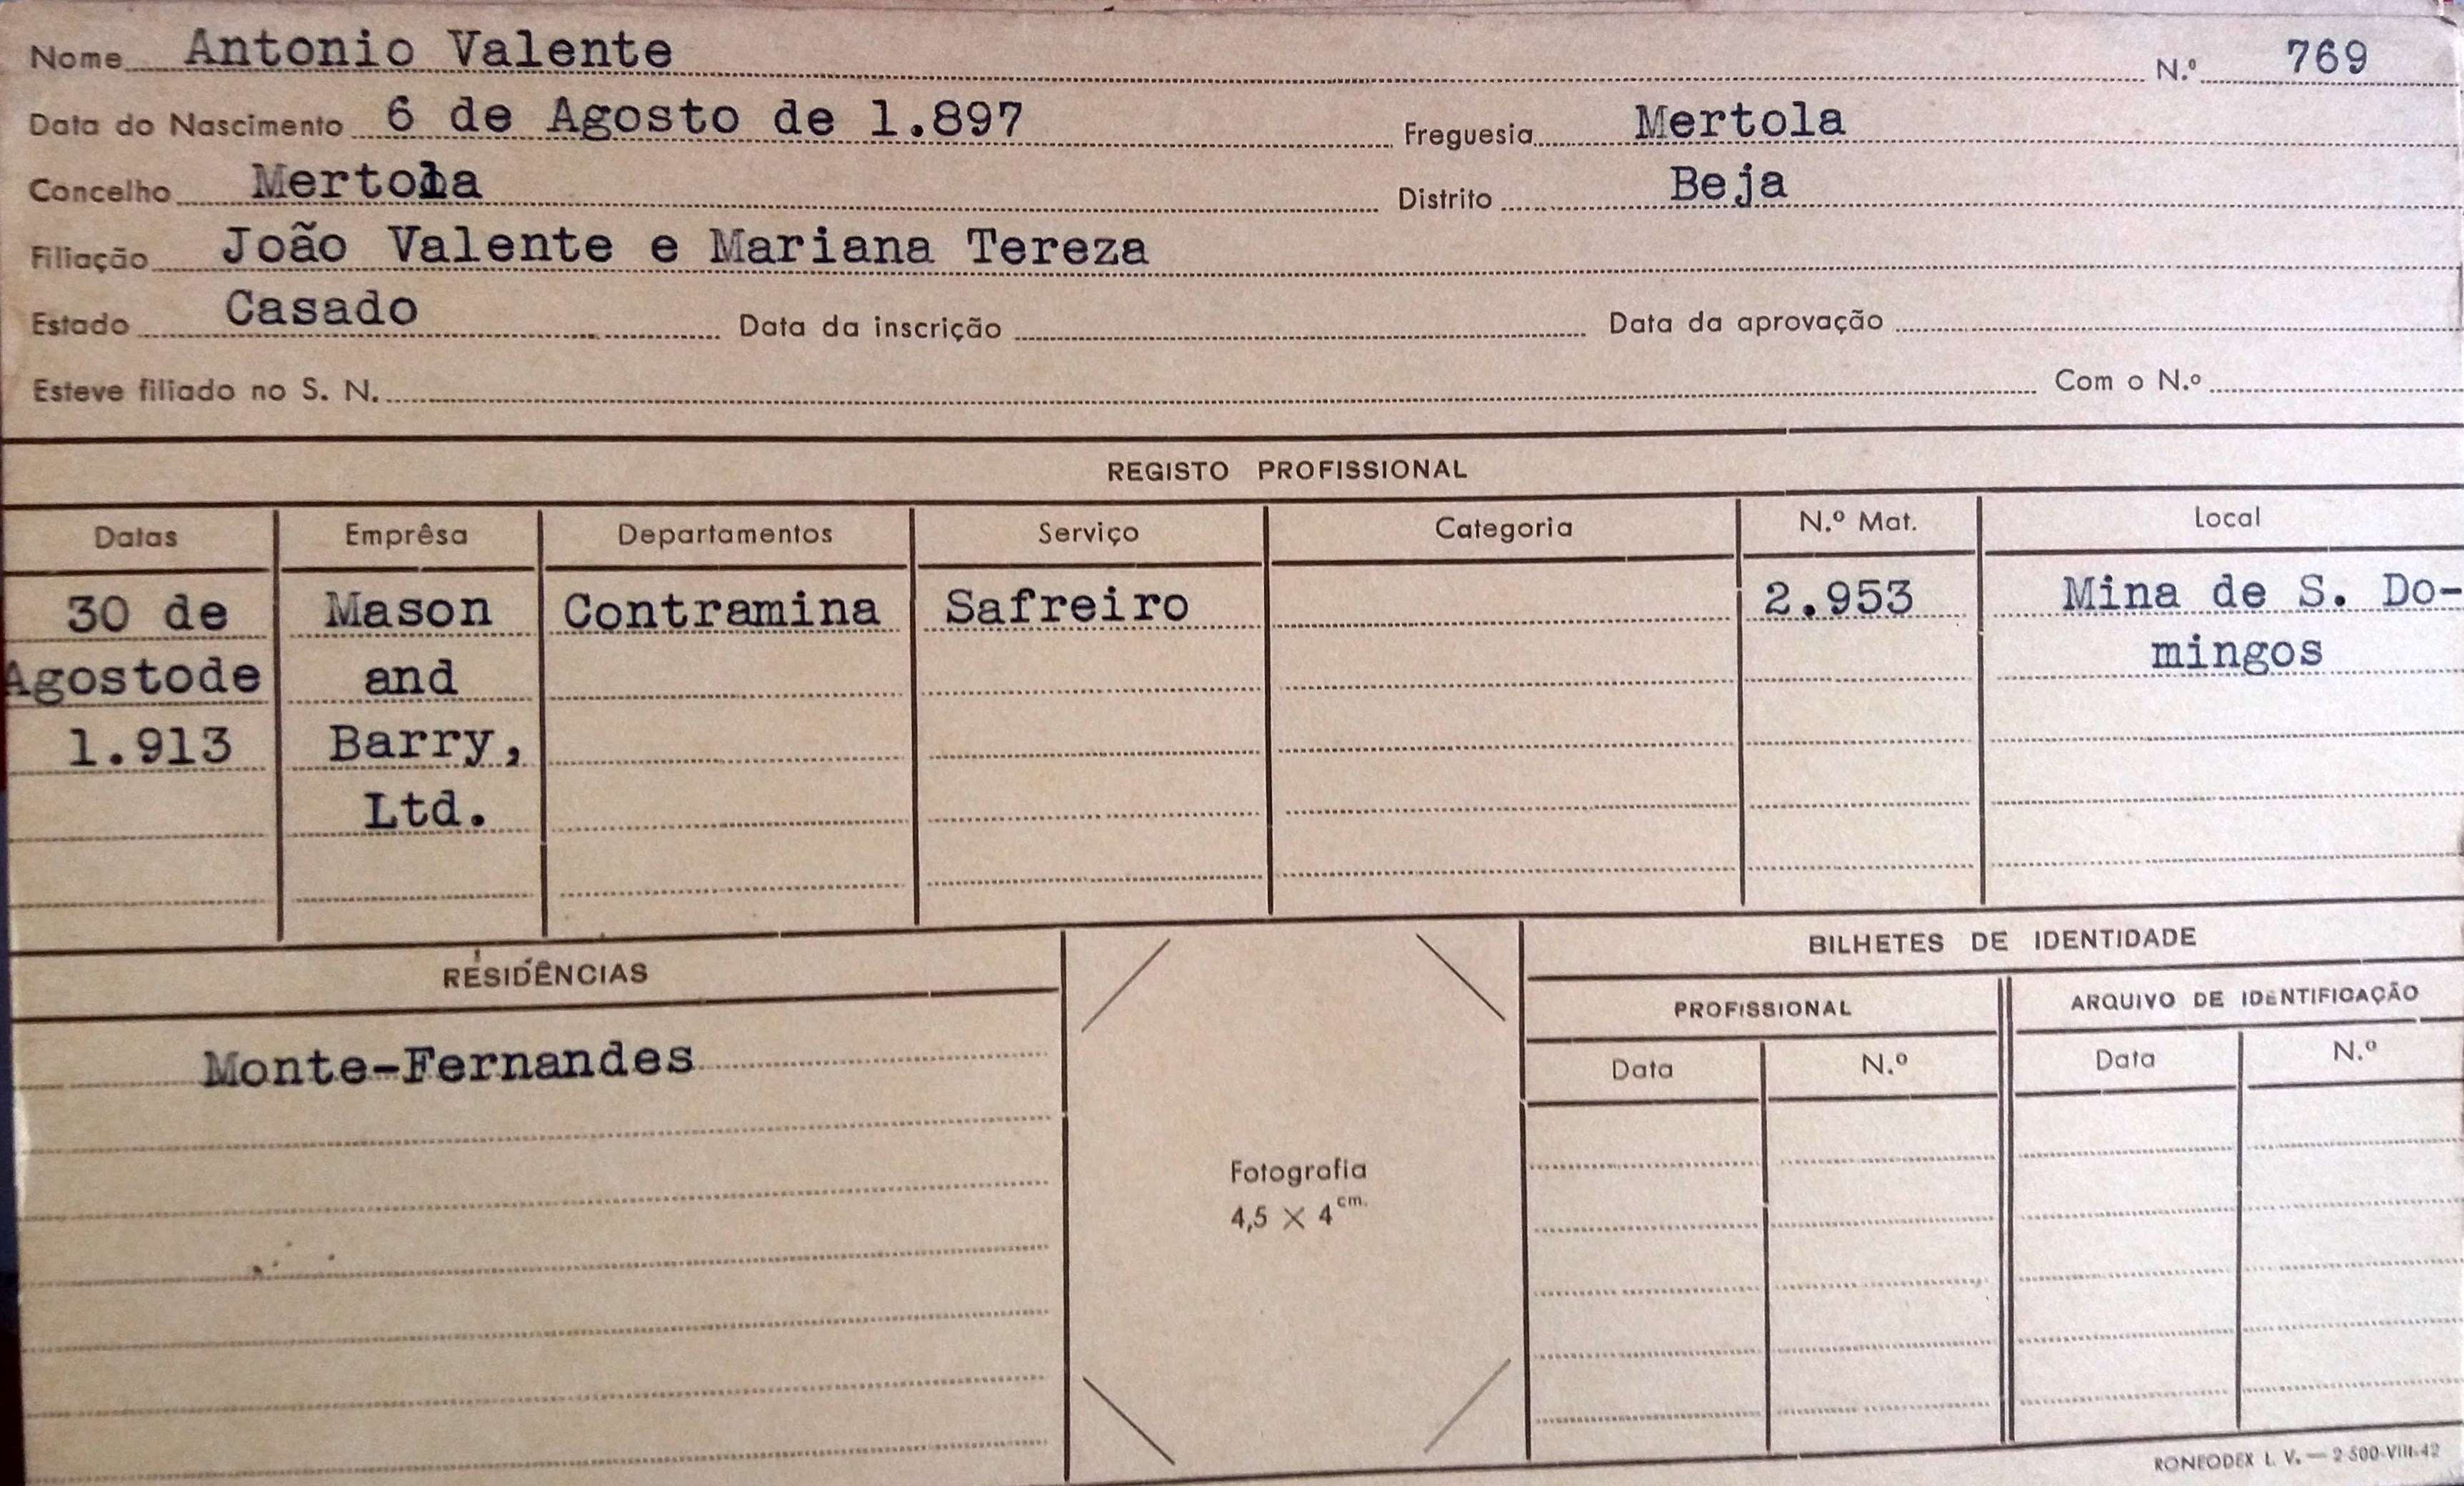 Nome Antonio Valente N.º 769
Data do Nascimento 6 de Agosto de 1.897 Freguesia Mertola
Concelho Mertola Distrito Beja
Filiação João Valente e Mariana Tereza
Estado Casado Data da inscrição Data da aprovação
Esteve filiado no S. N. Com o N.º
REGISTO PROFISSIONAL
Datas Emprêsa Departamentos Serviço Categoria N.º Mat. Local
30 de Mason Contramina Safreiro 2.953 Mina de S. Do-
Agostode and mingos
1.913 Barry,
Ltd.
RESIDÊNCIAS
Monte-Fernandes
Fotografia
4,5 × 4 cm.
BILHETES DE IDENTIDADE
PROFISSIONAL ARQUIVO DE IDENTIFICAÇÃO
Data N.º Data N.º
RONEODEX L. V. — 2-500-VIII-42